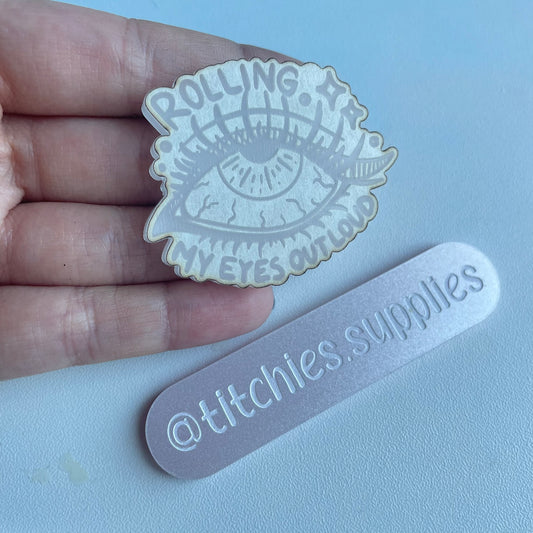 ROLLING
MY EYES OUT LOUD
@titchies.supplies